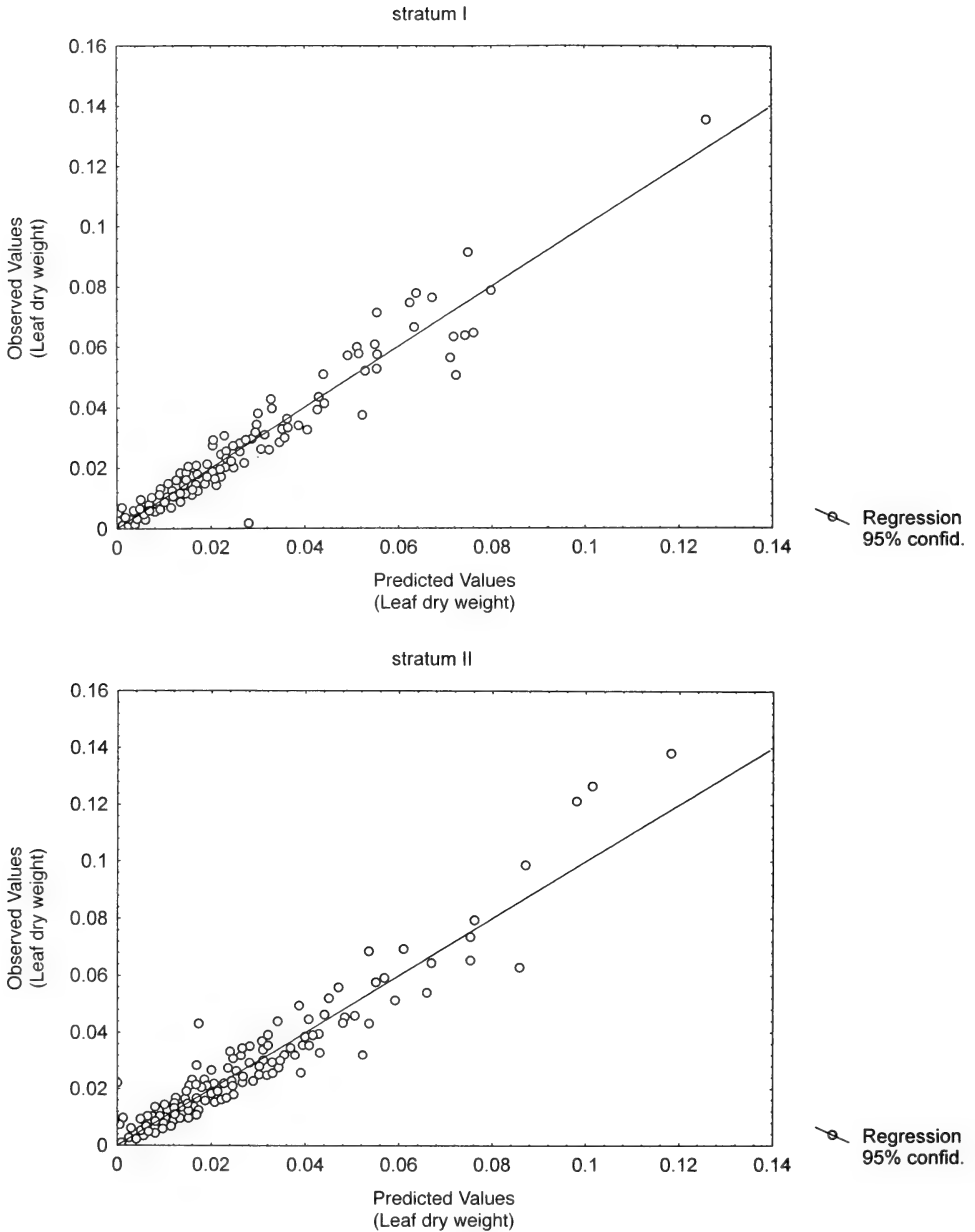 stratum I
0.16
0.14
0.12
0.1
0.08
0.06
0.04
0.02
0
Observed Values
(Leaf dry weight)
0 0.02 0.04 0.06 0.08 0.1 0.12 0.14
Predicted Values
(Leaf dry weight)
Regression
95% confid.
stratum II
0.16
0.14
0.12
0.1
0.08
0.06
0.04
0.02
0
Observed Values
(Leaf dry weight)
0 0.02 0.04 0.06 0.08 0.1 0.12 0.14
Predicted Values
(Leaf dry weight)
Regression
95% confid.